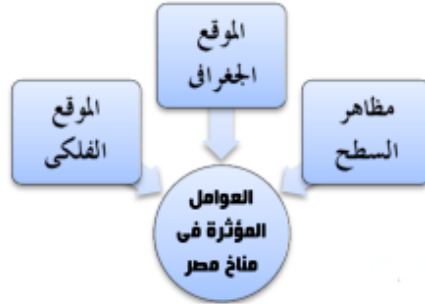 الموقع
الجغرافى
مظاهر
السطح
الموقع
الفلكى
العوامل
المؤثرة فى
مناخ مصر